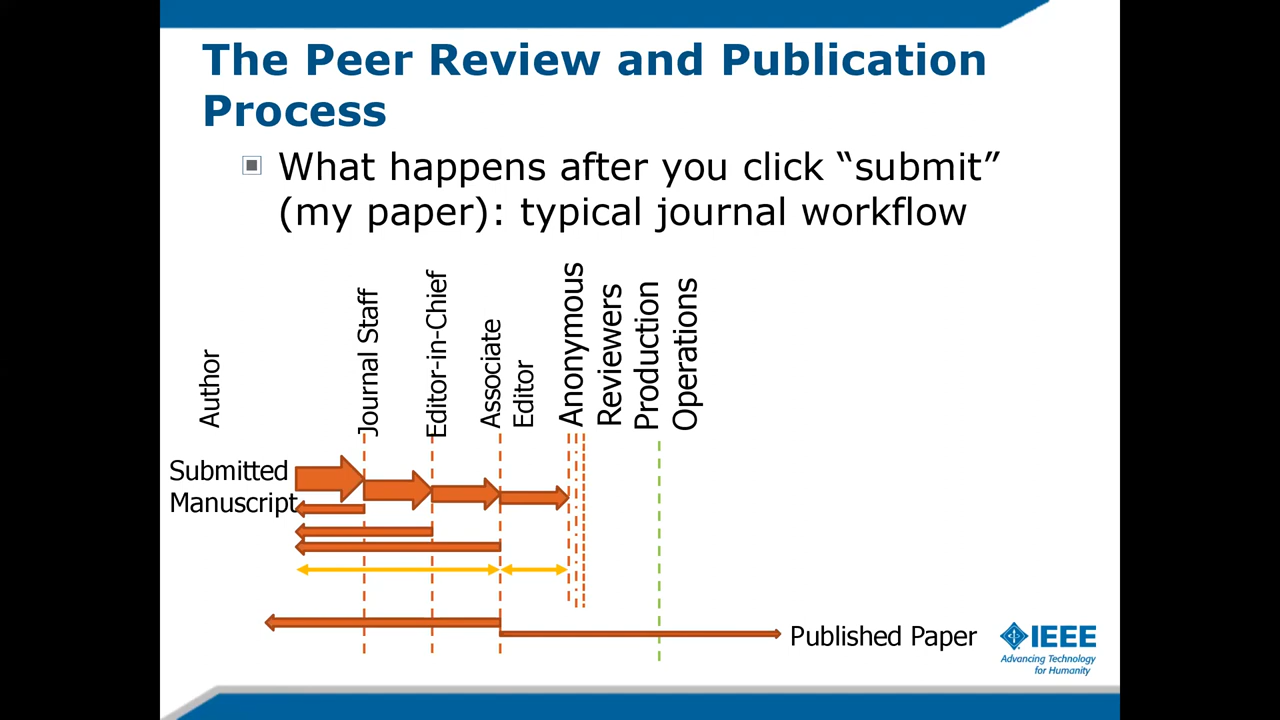 The Peer Review and Publication
Process
What happens after you click “submit”
(my paper): typical journal workflow
Author
Journal Staff
Editor-in-Chief
Associate
Editor
Anonymous
Reviewers
Production
Operations
Submitted
Manuscript
Published Paper
IEEE
Advancing Technology
for Humanity